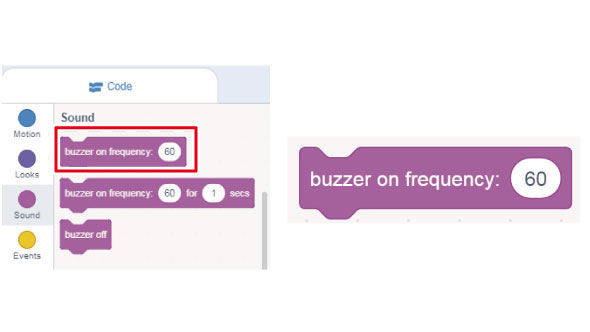 Code
Motion
Looks
Sound
Events
Sound
buzzer on frequency: 60
buzzer on frequency: 60 for 1 secs
buzzer off
buzzer on frequency: 60